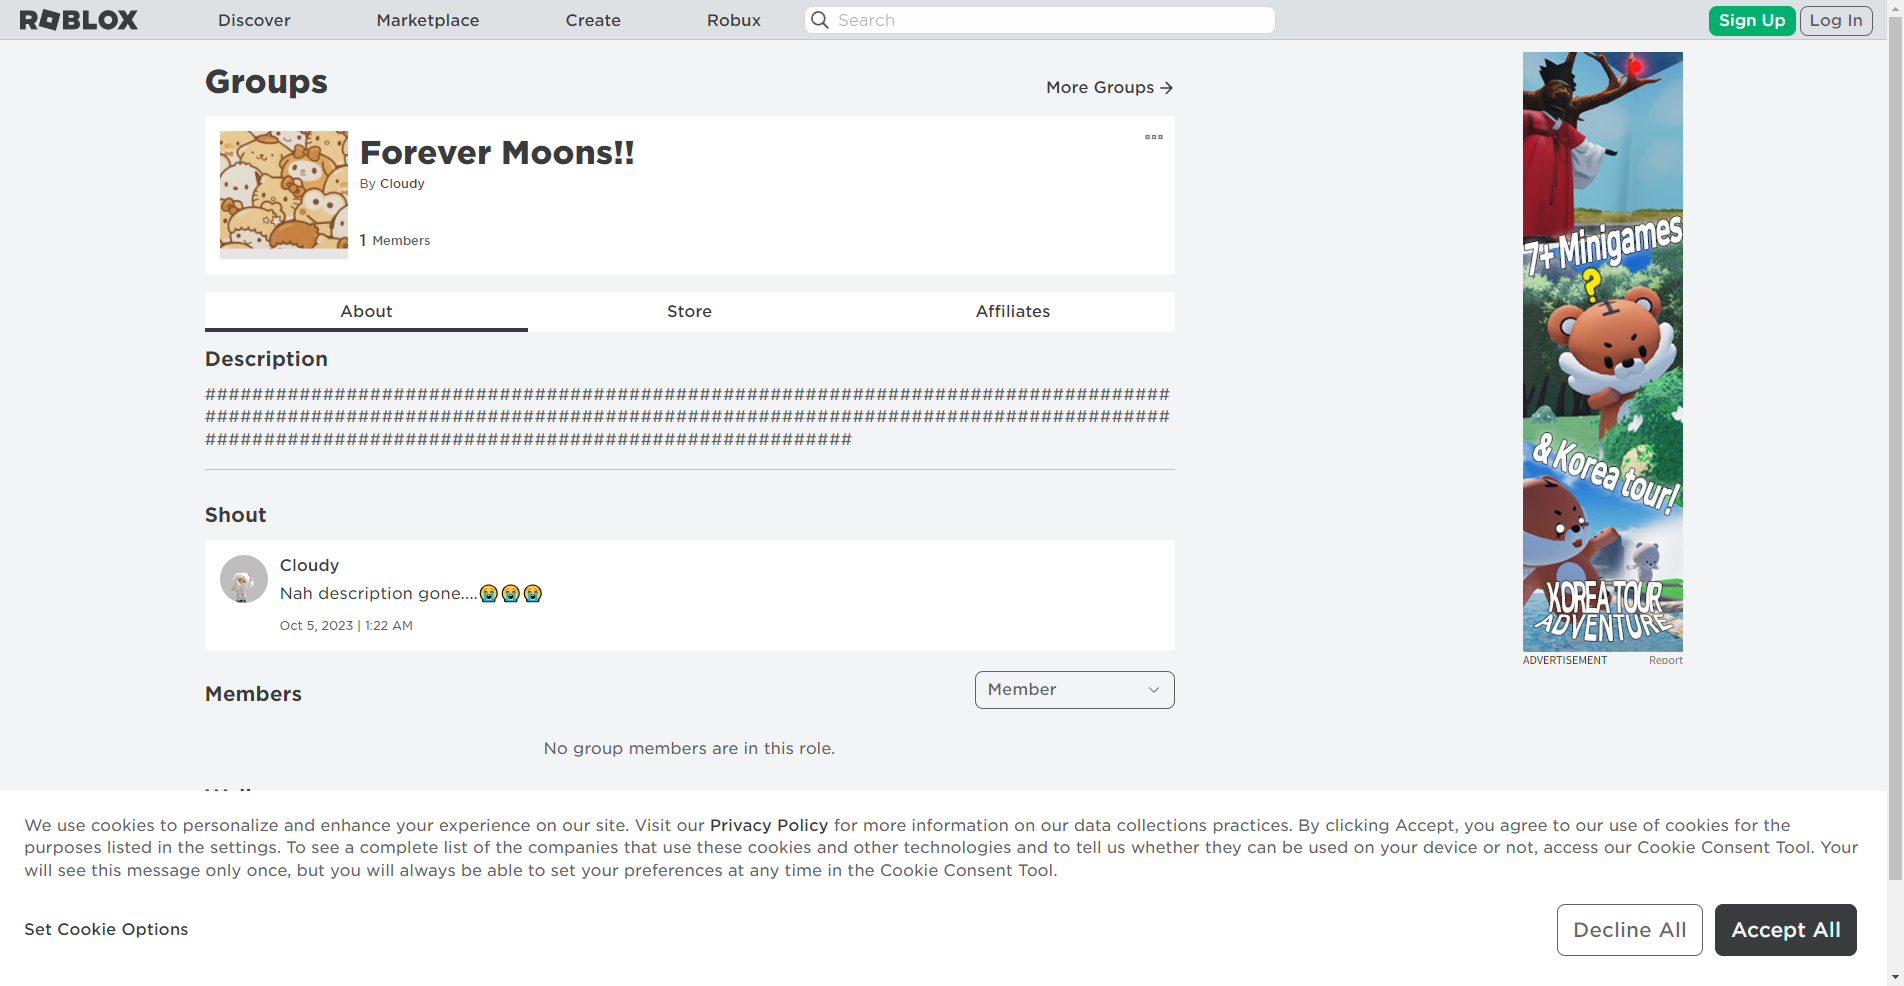 ROBLOX
Discover
Marketplace
Create
Robux
Search
Sign Up
Log In
Groups
More Groups →
Forever Moons!!
By Cloudy
1 Members
About
Store
Affiliates
Description
##################################################################################
##################################################################################
#######################################################
Shout
Cloudy
Nah description gone....😭😭😭
Oct 5, 2023 | 1:22 AM
Members
Member
No group members are in this role.
7+ Minigames
?
& Korea tour!
KOREA TOUR
ADVENTURE
ADVERTISEMENT
Report
We use cookies to personalize and enhance your experience on our site. Visit our Privacy Policy for more information on our data collections practices. By clicking Accept, you agree to our use of cookies for the
purposes listed in the settings. To see a complete list of the companies that use these cookies and other technologies and to tell us whether they can be used on your device or not, access our Cookie Consent Tool. Your
will see this message only once, but you will always be able to set your preferences at any time in the Cookie Consent Tool.
Set Cookie Options
Decline All
Accept All